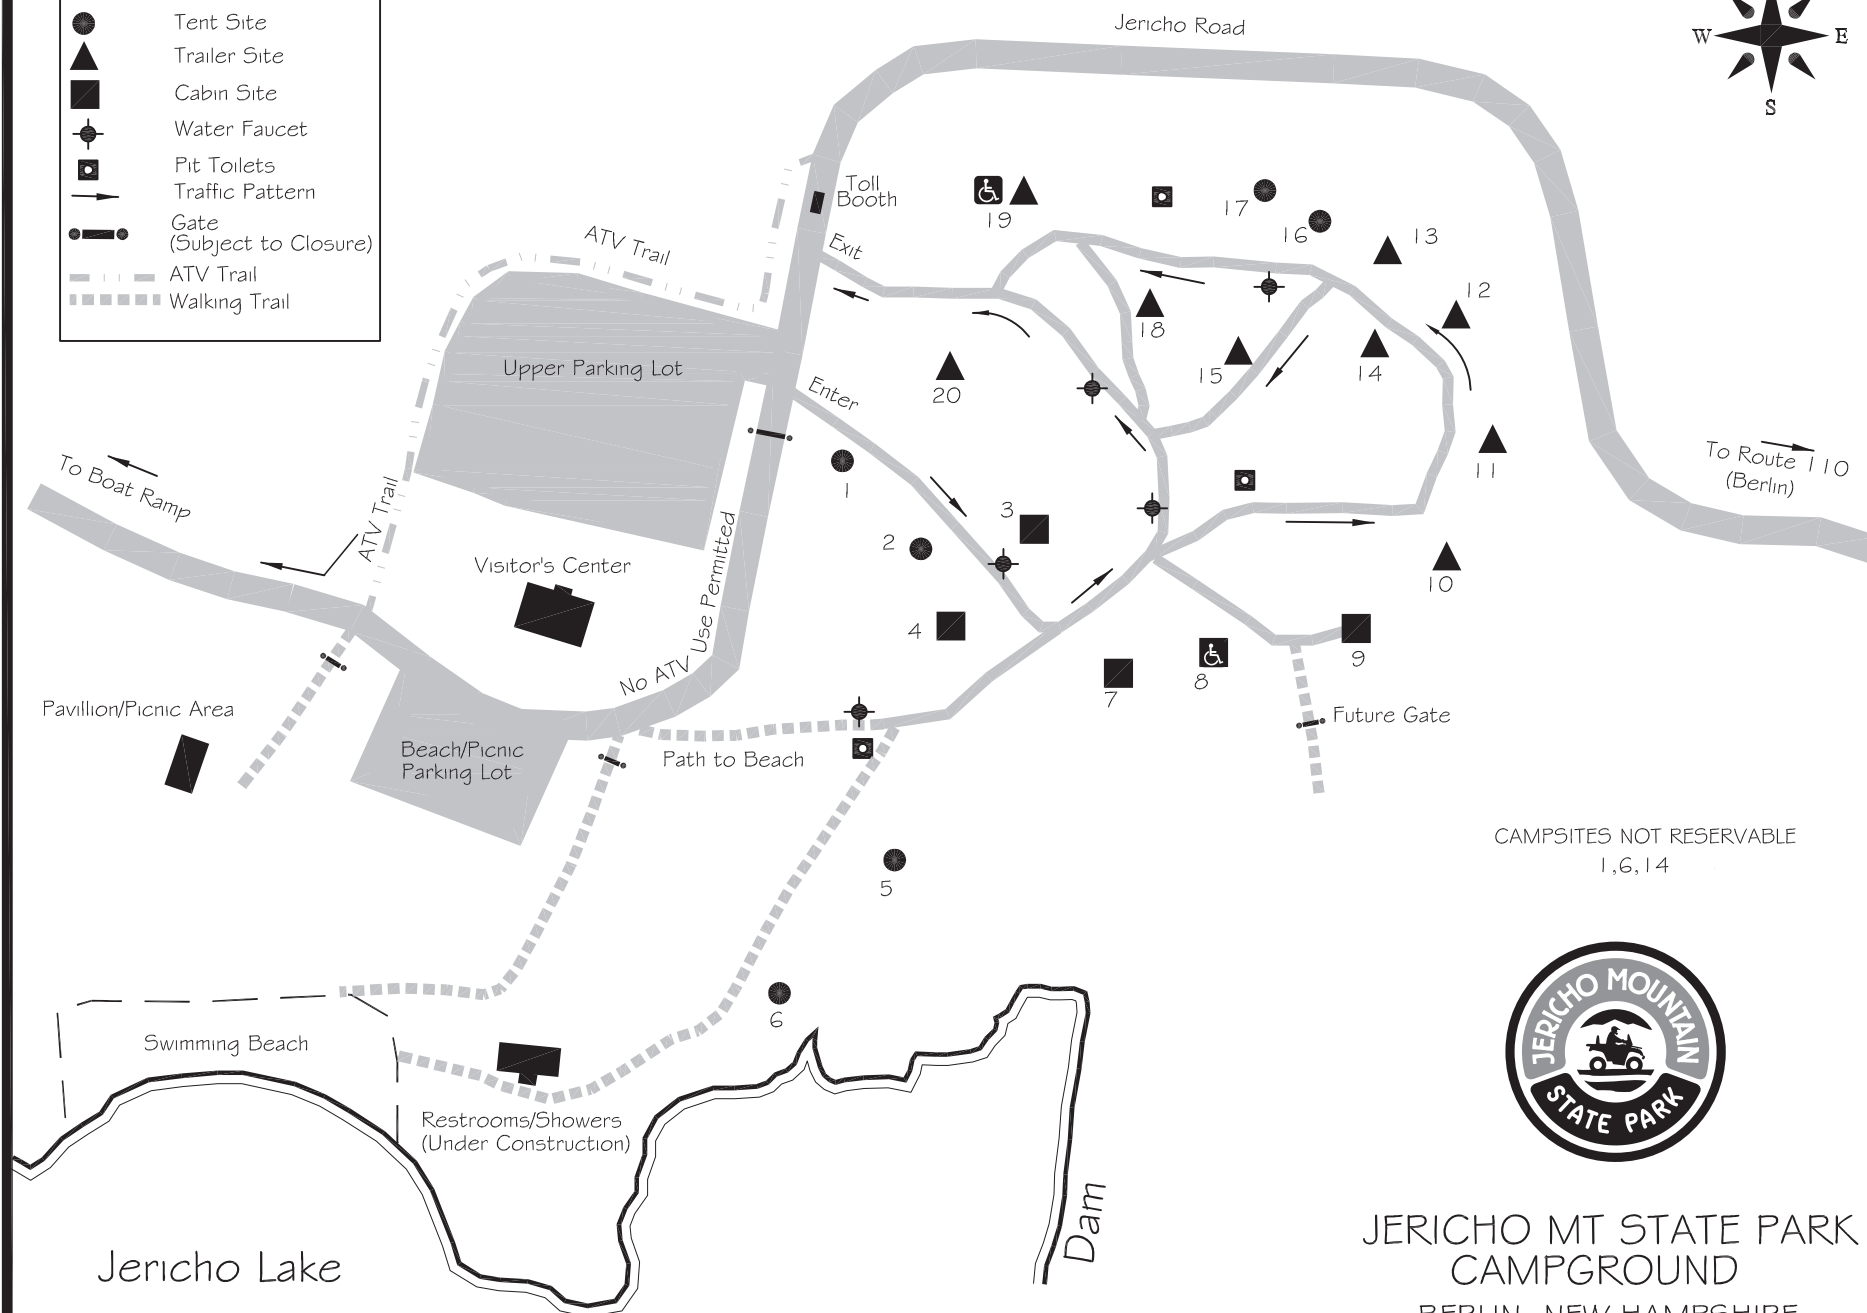 Tent Site
Trailer Site
Cabin Site
Water Faucet
Pit Toilets
Traffic Pattern
Gate
(Subject to Closure)
ATV Trail
Walking Trail
Jericho Road
W
E
S
Toll
Booth
Exit
ATV Trail
Upper Parking Lot
Enter
To Boat Ramp
ATV Trail
Visitor's Center
No ATV Use Permitted
Pavillion/Picnic Area
Beach/Picnic
Parking Lot
Path to Beach
19
17
16
13
12
18
15
14
20
11
1
3
2
10
4
9
8
7
5
6
To Route 110
(Berlin)
Future Gate
CAMPSITES NOT RESERVABLE
1,6,14
Swimming Beach
Restrooms/Showers
(Under Construction)
Jericho Lake
Dam
JERICHO MOUNTAIN
STATE PARK
JERICHO MT STATE PARK
CAMPGROUND
BERLIN, NEW HAMPSHIRE